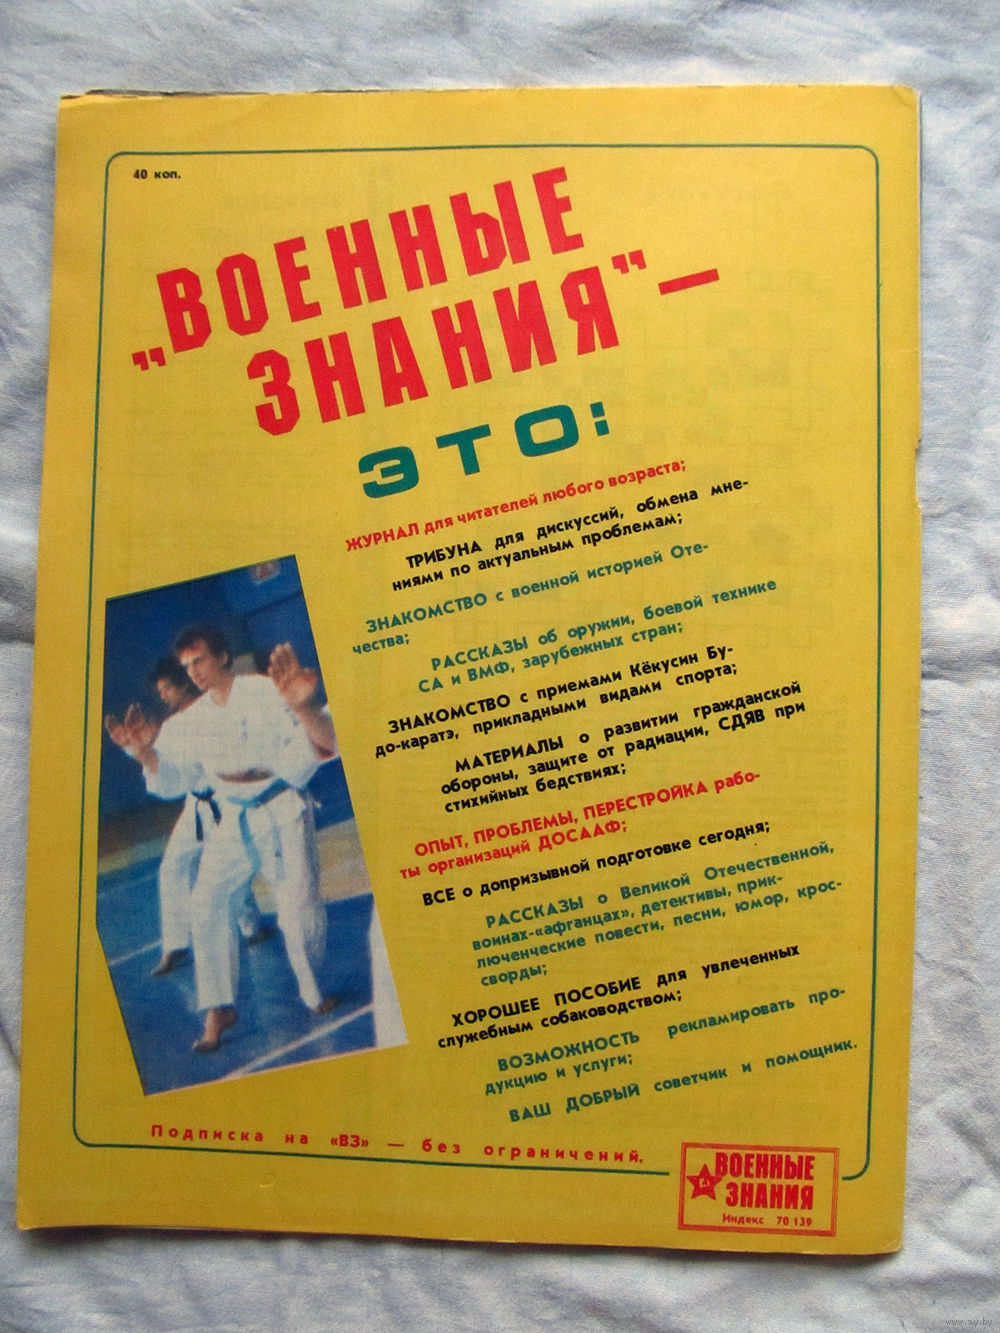 40 коп.
„ВОЕННЫЕ
ЗНАНИЯ" —
ЭТО:
ЖУРНАЛ для читателей любого возраста;
ТРИБУНА для дискуссий, обмена мне-
ниями по актуальным проблемам;
ЗНАКОМСТВО с военной историей Оте-
чества;
РАССКАЗЫ об оружии, боевой технике
СА и ВМФ, зарубежных стран;
ЗНАКОМСТВО с приемами Кёкусин Бу-
до-каратэ, прикладными видами спорта;
МАТЕРИАЛЫ о развитии гражданской
обороны, защите от радиации, СДЯВ при
стихийных бедствиях;
ОПЫТ, ПРОБЛЕМЫ, ПЕРЕСТРОЙКА рабо-
ты организаций ДОСААФ;
ВСЕ о допризывной подготовке сегодня;
РАССКАЗЫ о Великой Отечественной,
воинах-«афганцах», детективы, прик-
люченческие повести, песни, юмор, крос-
сворды;
ХОРОШЕЕ ПОСОБИЕ для увлеченных
служебным собаководством;
ВОЗМОЖНОСТЬ рекламировать про-
дукцию и услуги;
ВАШ ДОБРЫЙ советчик и помощник.
Подписка на «ВЗ» — без ограничений.
ВОЕННЫЕ
ЗНАНИЯ
Индекс 70139
www.ay.by